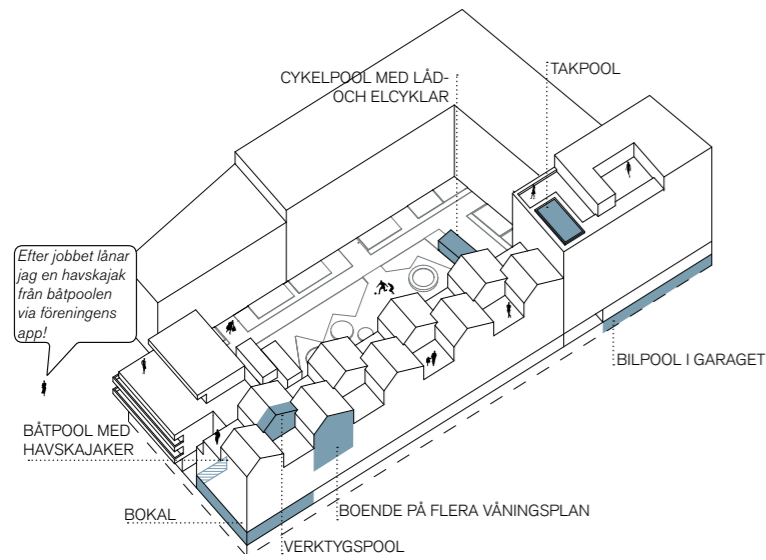 CYKELPOOL MED LÅD-
OCH ELCYKLAR
TAKPOOL
Efter jobbet lånar
jag en havskajak
från båtpoolen
via föreningens
app!
BILPOOL I GARAGET
BÅTPOOL MED
HAVSKAJAKER
BOKAL
BOENDE PÅ FLERA VÅNINGSPLAN
VERKTYGSPOOL